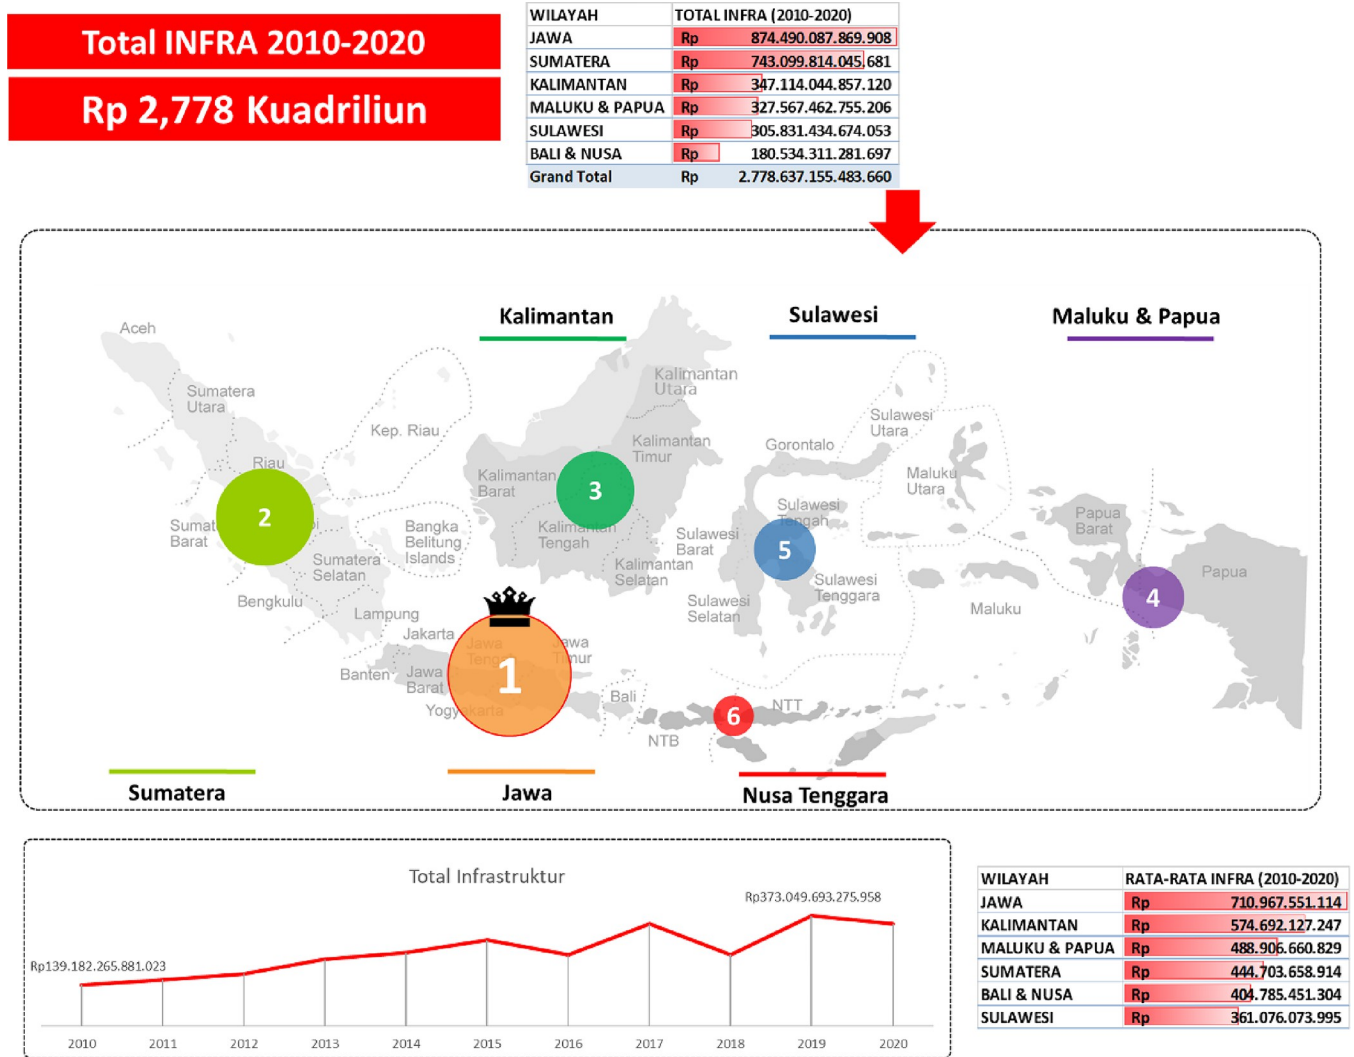 Total INFRA 2010-2020
Rp 2,778 Kuadriliun
WILAYAH TOTAL INFRA (2010-2020)
JAWA Rp 874.490.087.869.908
SUMATERA Rp 743.099.814.045.681
KALIMANTAN Rp 347.114.044.857.120
MALUKU & PAPUA Rp 327.567.462.755.206
SULAWESI Rp 305.831.434.674.053
BALI & NUSA Rp 180.534.311.281.697
Grand Total Rp 2.778.637.155.483.660
Kalimantan
Sulawesi
Maluku & Papua
Aceh
Sumatera
Utara
Kep. Riau
Riau
2
Barat
Bangka
Belitung
Islands
Sumatera
Selatan
Bengkulu
Lampung
Kalimantan
Utara
Kalimantan
Timur
Kalimantan
Barat
3
Kalimantan
Tengah
Kalimantan
Selatan
Gorontalo
Sulawesi
Utara
Maluku
Utara
Sulawesi
Tengah
Sulawesi
Barat
5
Sulawesi
Tenggara
Sulawesi
Selatan
Maluku
Papua
Barat
Papua
4
Jakarta
Banten
Jawa
Barat
Jawa
Tengah
Jawa
Timur
1
Yogyakarta
Bali
NTB
6
NTT
Sumatera
Jawa
Nusa Tenggara
Total Infrastruktur
Rp139.182.265.881.023
Rp373.049.693.275.958
2010 2011 2012 2013 2014 2015 2016 2017 2018 2019 2020
WILAYAH RATA-RATA INFRA (2010-2020)
JAWA Rp 710.967.551.114
KALIMANTAN Rp 574.692.127.247
MALUKU & PAPUA Rp 488.906.660.829
SUMATERA Rp 444.703.658.914
BALI & NUSA Rp 404.785.451.304
SULAWESI Rp 361.076.073.995